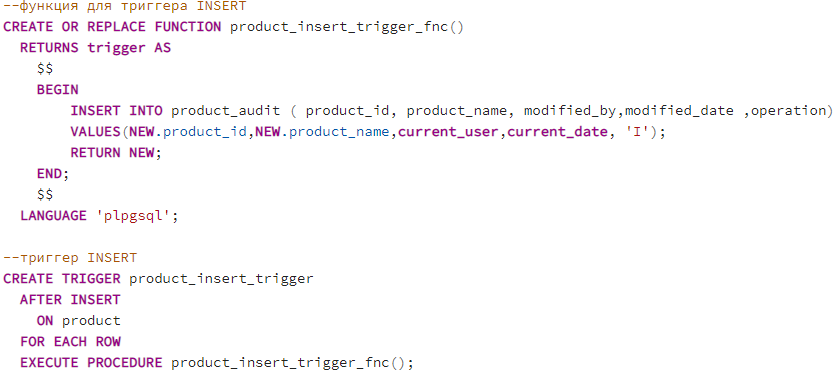 --функция для триггера INSERT
CREATE OR REPLACE FUNCTION product_insert_trigger_fnc()
RETURNS trigger AS
$$
BEGIN
INSERT INTO product_audit ( product_id, product_name, modified_by,modified_date ,operation)
VALUES(NEW.product_id,NEW.product_name,current_user,current_date, 'I');
RETURN NEW;
END;
$$
LANGUAGE 'plpgsql';
--триггер INSERT
CREATE TRIGGER product_insert_trigger
AFTER INSERT
ON product
FOR EACH ROW
EXECUTE PROCEDURE product_insert_trigger_fnc();